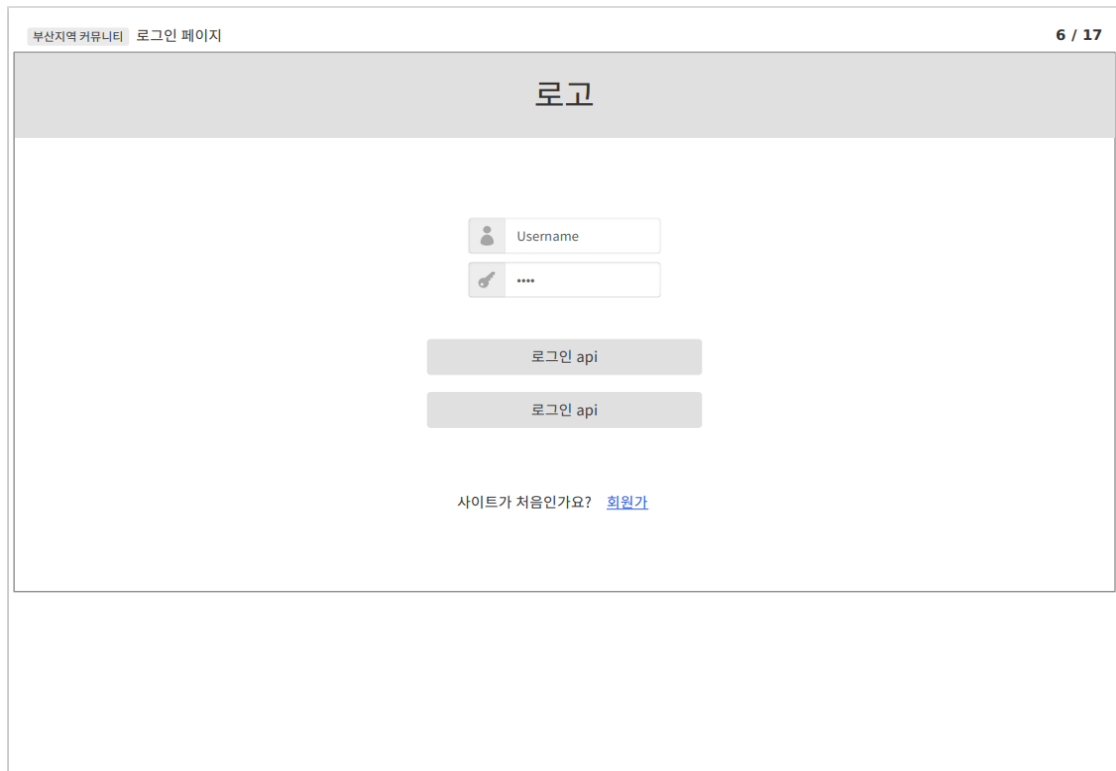 부산지역 커뮤니티 로그인 페이지 6 / 17
로고
Username
••••
로그인 api
로그인 api
사이트가 처음인가요? 회원가